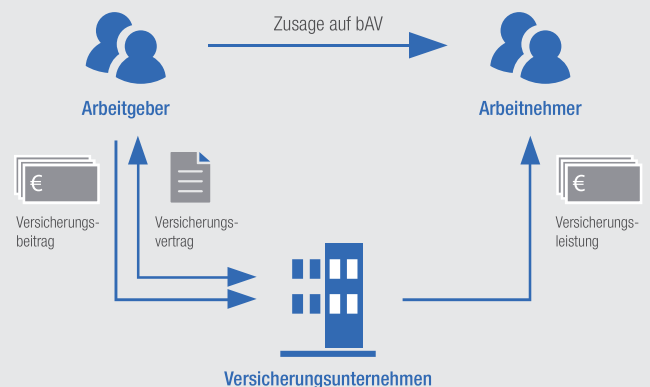 Zusage auf bAV
Arbeitgeber
Arbeitnehmer
€
Versicherungs-
beitrag
Versicherungs-
vertrag
€
Versicherungs-
leistung
Versicherungsunternehmen